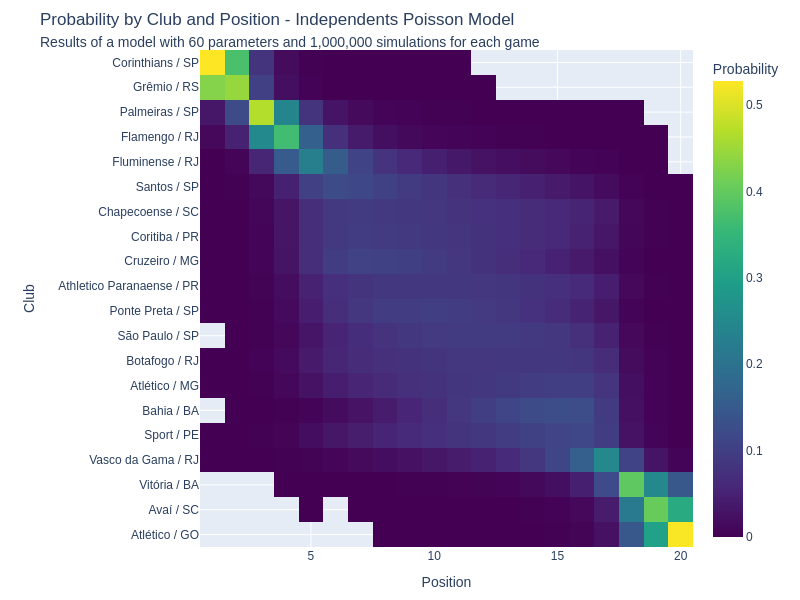 Probability by Club and Position - Independents Poisson Model
Results of a model with 60 parameters and 1,000,000 simulations for each game
Probability
Corinthians / SP
Grêmio / RS
Palmeiras / SP
Flamengo / RJ
Fluminense / RJ
Santos / SP
Chapecoense / SC
Coritiba / PR
Cruzeiro / MG
Athletico Paranaense / PR
Ponte Preta / SP
São Paulo / SP
Botafogo / RJ
Atlético / MG
Bahia / BA
Sport / PE
Vasco da Gama / RJ
Vitória / BA
Avaí / SC
Atlético / GO
Club
0.5
0.4
0.3
0.2
0.1
0
5
10
15
20
Position